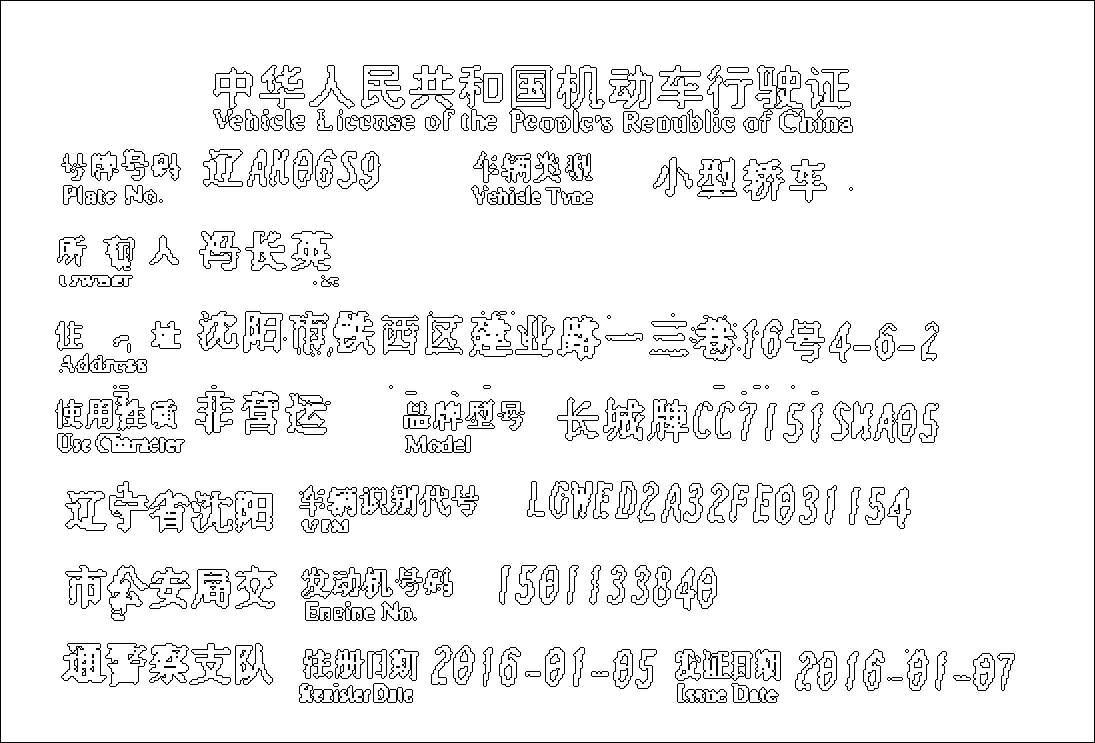 中华人民共和国机动车行驶证
Vehicle License of the People's Republic of China
号牌号码 辽AM06S9 车辆类型 小型轿车
Plate No. Vehicle Type
所有人 冯长英
Owner
住址 沈阳市铁西区建业路一三巷16号4-6-2
Address
使用性质 非营运 品牌型号 长城牌CC7151SMA05
Use Character Model
辽宁省沈阳 车辆识别代号 LGWED2A32FE031154
VIN
市公安局交 发动机号码 1501133840
Engine No.
通警察支队 注册日期 2016-01-05 发证日期 2016-01-07
Register Date Issue Date